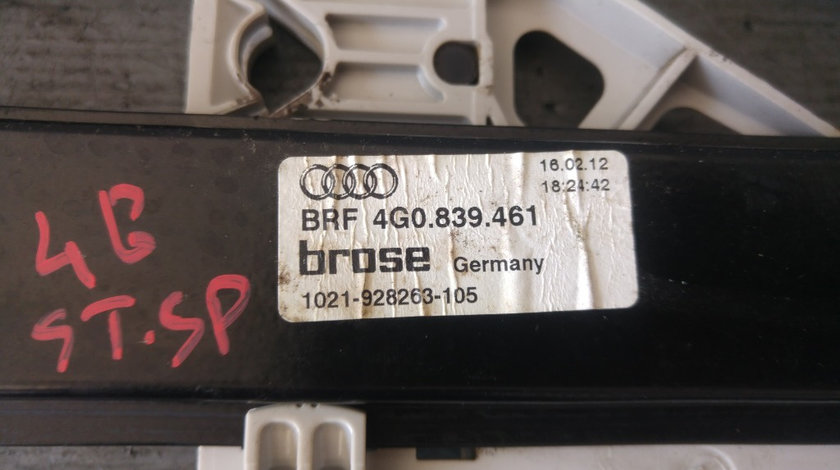 16.02.12
18:24:42
BRF 4G0.839.461
brose Germany
1021-928263-105
4G
ST.SP